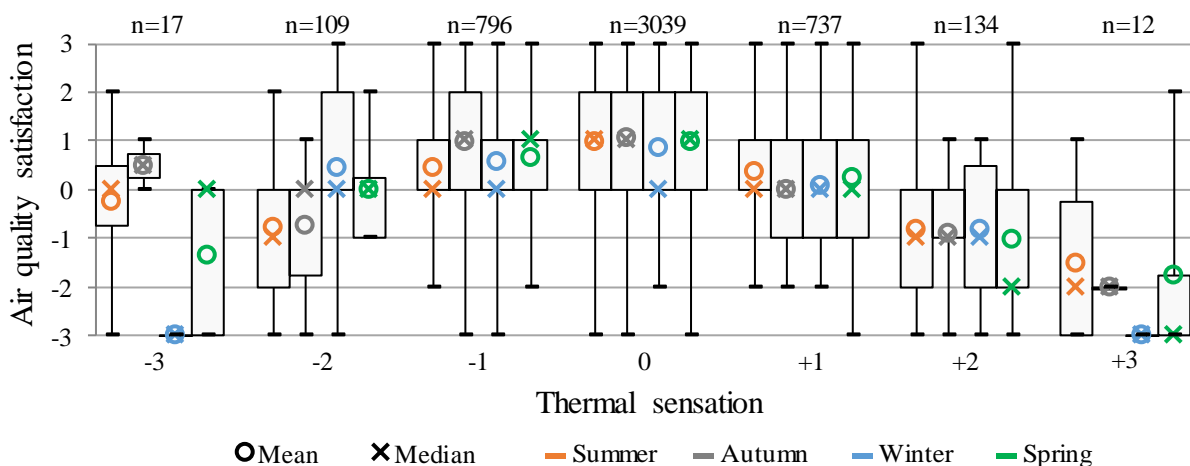 n=17 n=109 n=796 n=3039 n=737 n=134 n=12
Air quality satisfaction
3
2
1
0
-1
-2
-3
-3 -2 -1 0 +1 +2 +3
Thermal sensation
Mean Median Summer Autumn Winter Spring